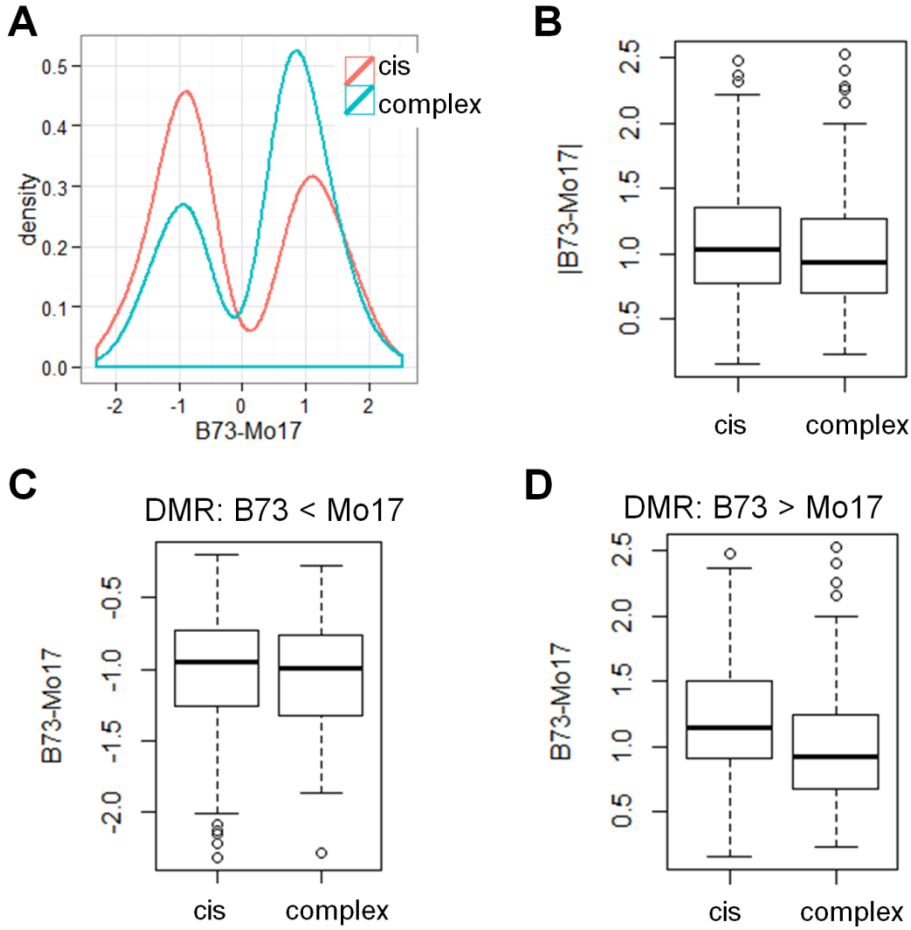 A
cis
complex
density
0.5
0.4
0.3
0.2
0.1
0.0
-2
-1
0
1
2
B73-Mo17
B
|B73-Mo17|
2.5
2.0
1.5
1.0
0.5
cis
complex
C
DMR: B73 < Mo17
B73-Mo17
-0.5
-1.0
-1.5
-2.0
cis
complex
D
DMR: B73 > Mo17
B73-Mo17
2.5
2.0
1.5
1.0
0.5
cis
complex